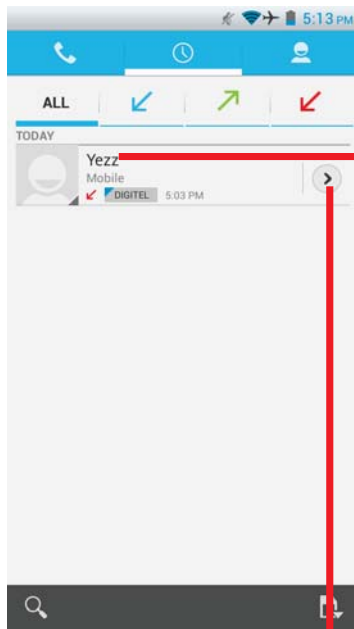 5:13 PM
ALL
TODAY
Yezz
Mobile
DIGITEL 5:03 PM